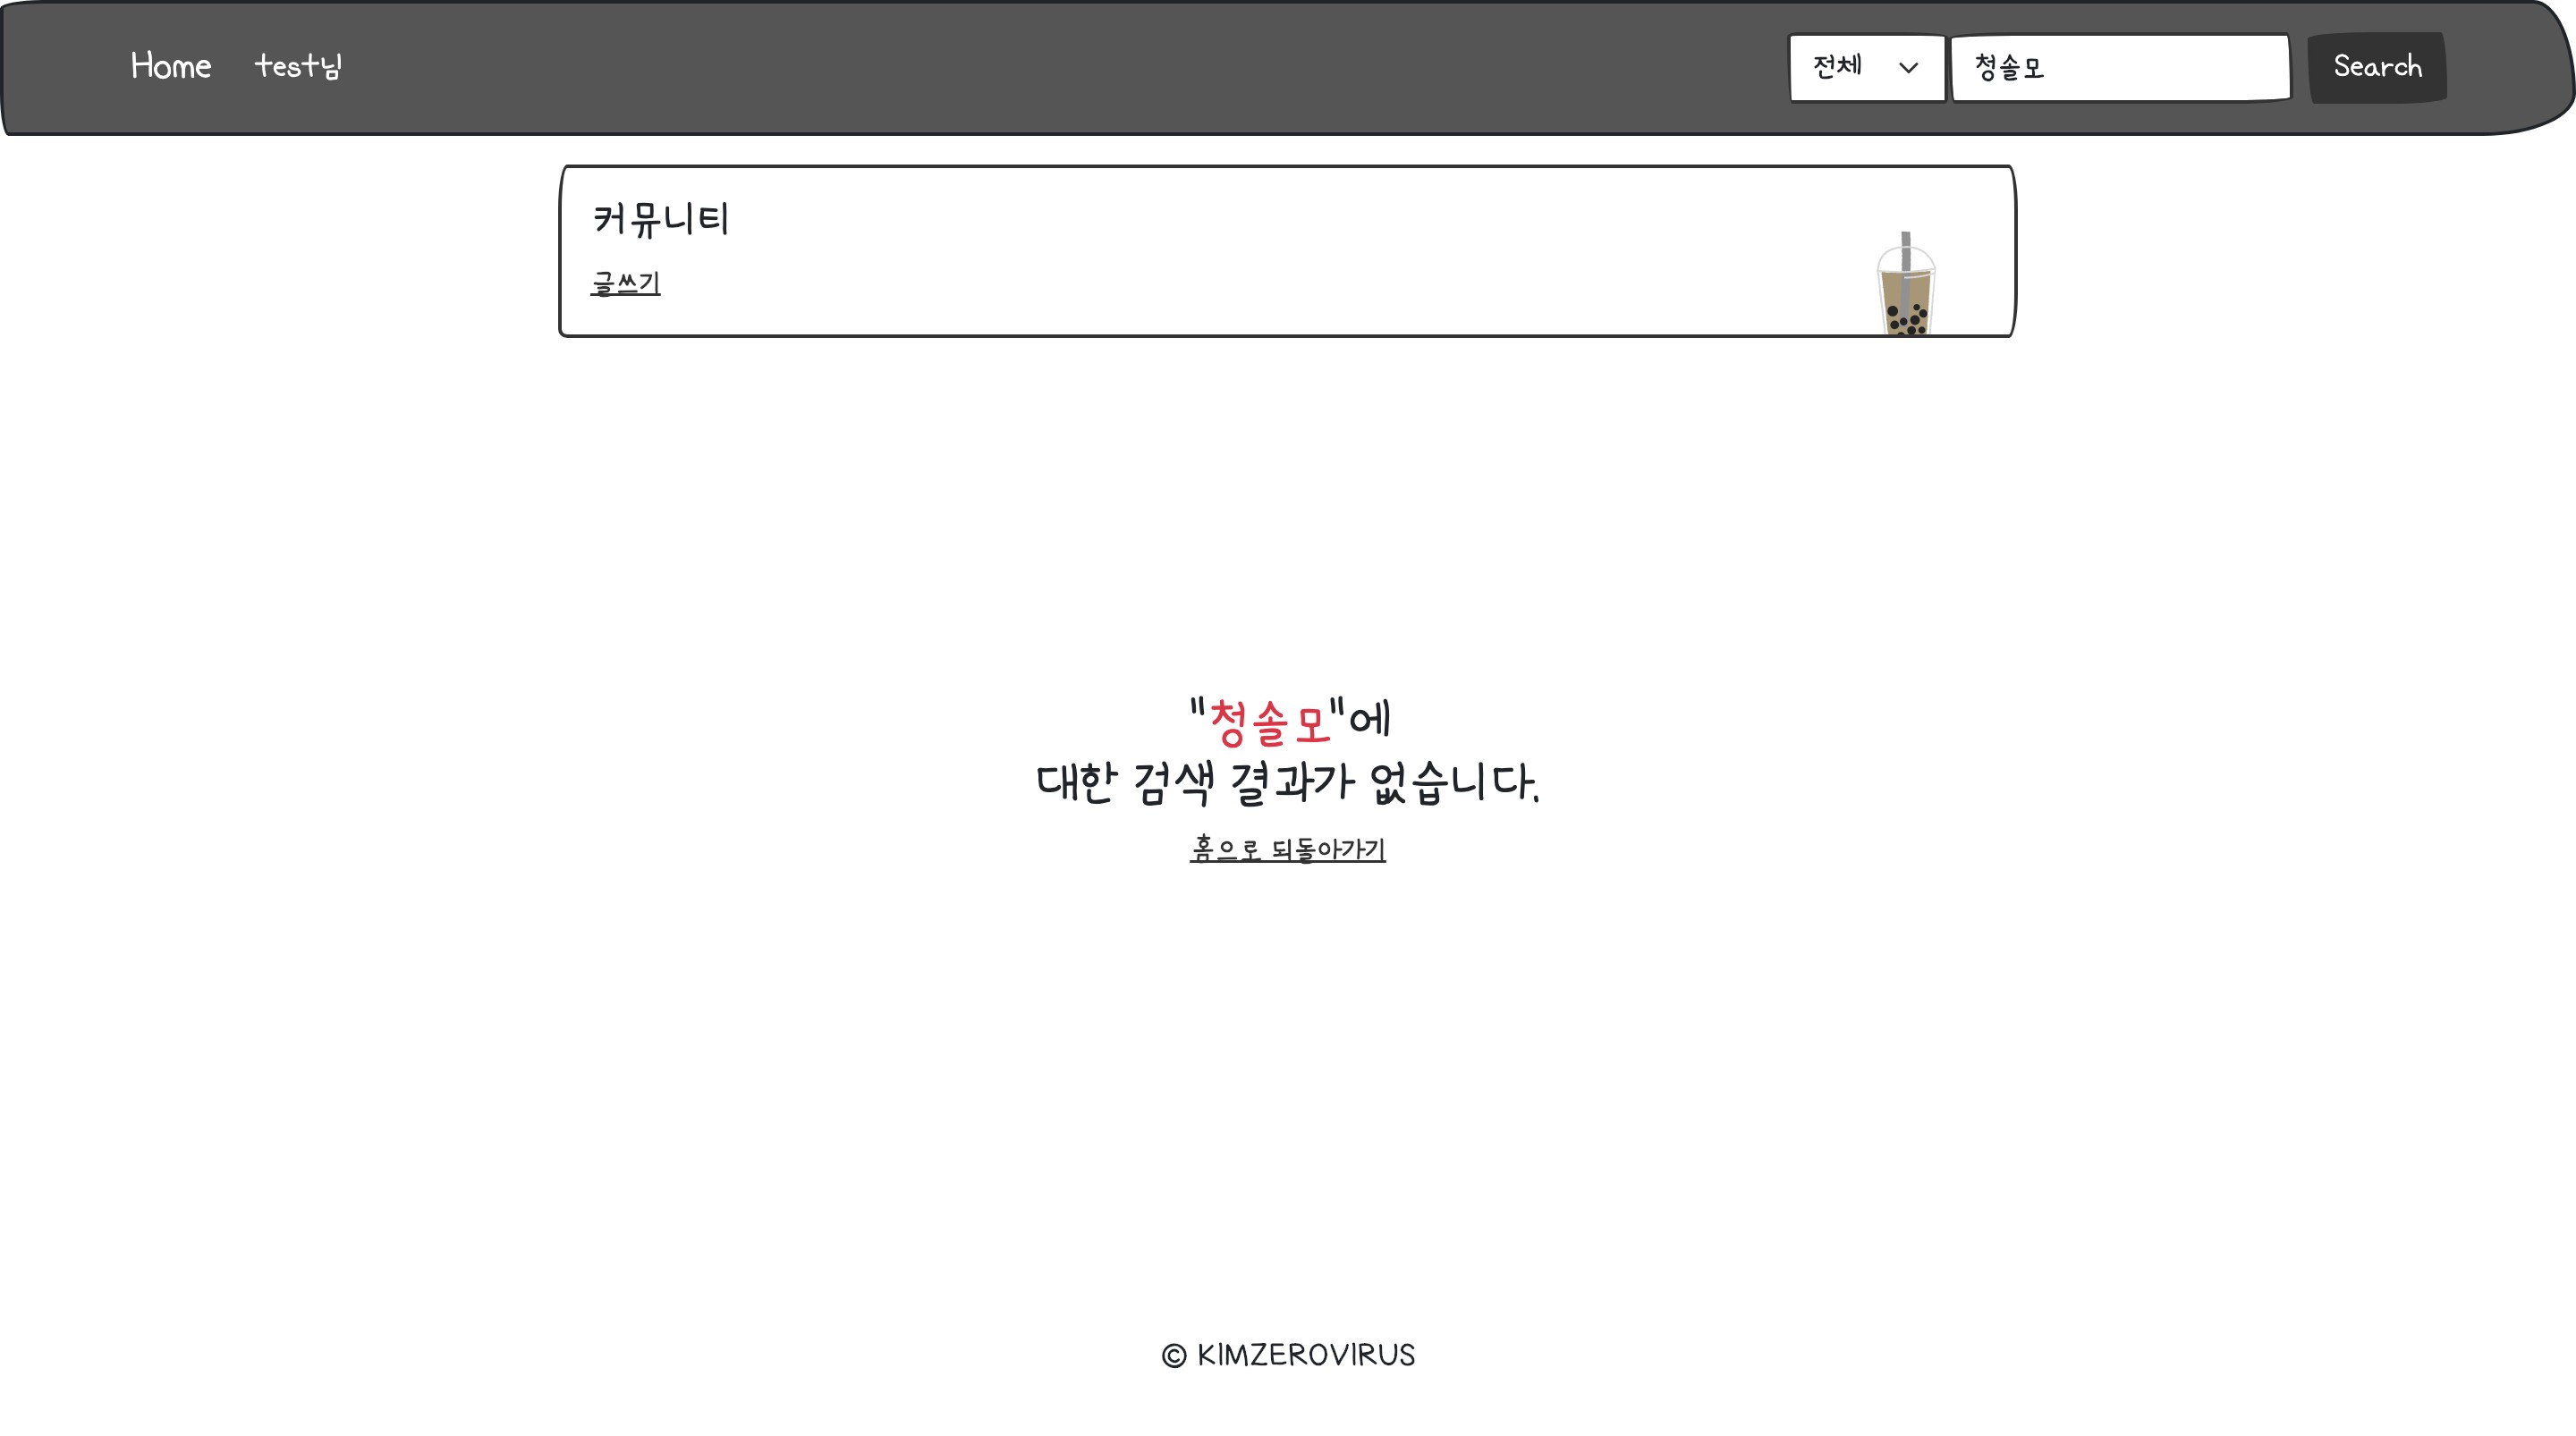 Home test님 전체 청솔모 Search
커뮤니티
글쓰기
"청솔모"에
대한 검색 결과가 없습니다.
홈으로 되돌아가기
© KIMZEROVIRUS